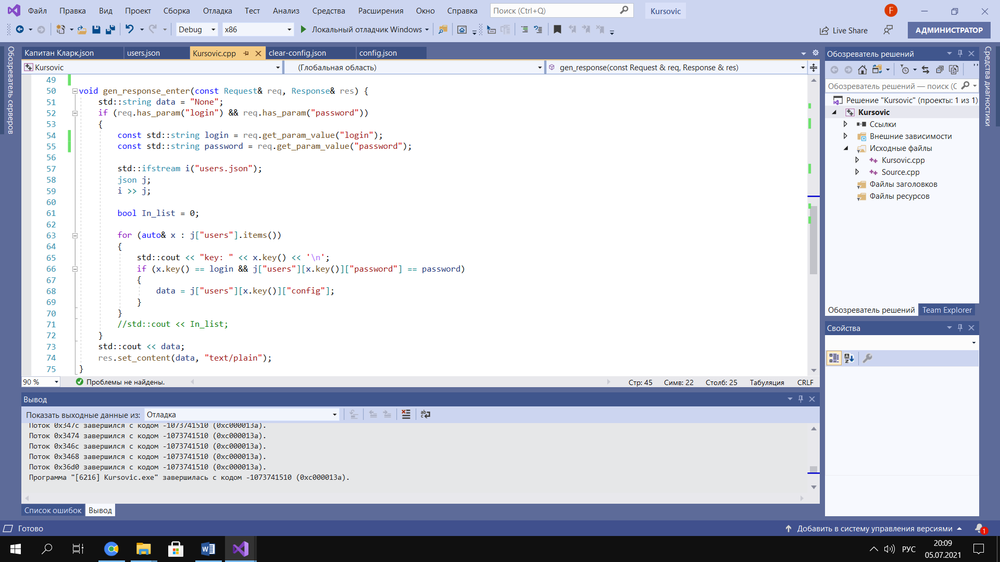 Файл Правка Вид Проект Сборка Отладка Тест Анализ Средства Расширения Окно Справка Поиск (Ctrl+Q) Kursovic F
Debug x86 Локальный отладчик Windows Live Share АДМИНИСТРАТОР
Обозреватель серверов
Капитан Кларк.json users.json Kursovic.cpp clear-config.json config.json
Kursovic (Глобальная область) gen_response(const Request & req, Response & res)
49
50 void gen_response_enter(const Request& req, Response& res) {
51 std::string data = "None";
52 if (req.has_param("login") && req.has_param("password"))
53 {
54 const std::string login = req.get_param_value("login");
55 const std::string password = req.get_param_value("password");
56
57 std::ifstream i("users.json");
58 json j;
59 i >> j;
60
61 bool In_list = 0;
62
63 for (auto& x : j["users"].items())
64 {
65 std::cout << "key: " << x.key() << '\n';
66 if (x.key() == login && j["users"][x.key()]["password"] == password)
67 {
68 data = j["users"][x.key()]["config"];
69 }
70 }
71 //std::cout << In_list;
72 }
73 std::cout << data;
74 res.set_content(data, "text/plain");
75 }
90 % Проблемы не найдены. Стр: 45 Симв: 22 Столб: 25 Табуляция CRLF
Вывод
Показать выходные данные из: Отладка
Поток 0x347c завершился с кодом -1073741510 (0xc000013a).
Поток 0x3474 завершился с кодом -1073741510 (0xc000013a).
Поток 0x346c завершился с кодом -1073741510 (0xc000013a).
Поток 0x3468 завершился с кодом -1073741510 (0xc000013a).
Поток 0x36d0 завершился с кодом -1073741510 (0xc000013a).
Программа "[6216] Kursovic.exe" завершилась с кодом -1073741510 (0xc000013a).
Список ошибок Вывод
Обозреватель решений
Обозреватель решений — поиск (C
Решение "Kursovic" (проекты: 1 из 1)
Kursovic
Ссылки
Внешние зависимости
Исходные файлы
Kursovic.cpp
Source.cpp
Файлы заголовков
Файлы ресурсов
Обозреватель решений Team Explorer
Свойства
Средства диагностики
Готово Добавить в систему управления версиями 1
РУС 20:09
05.07.2021